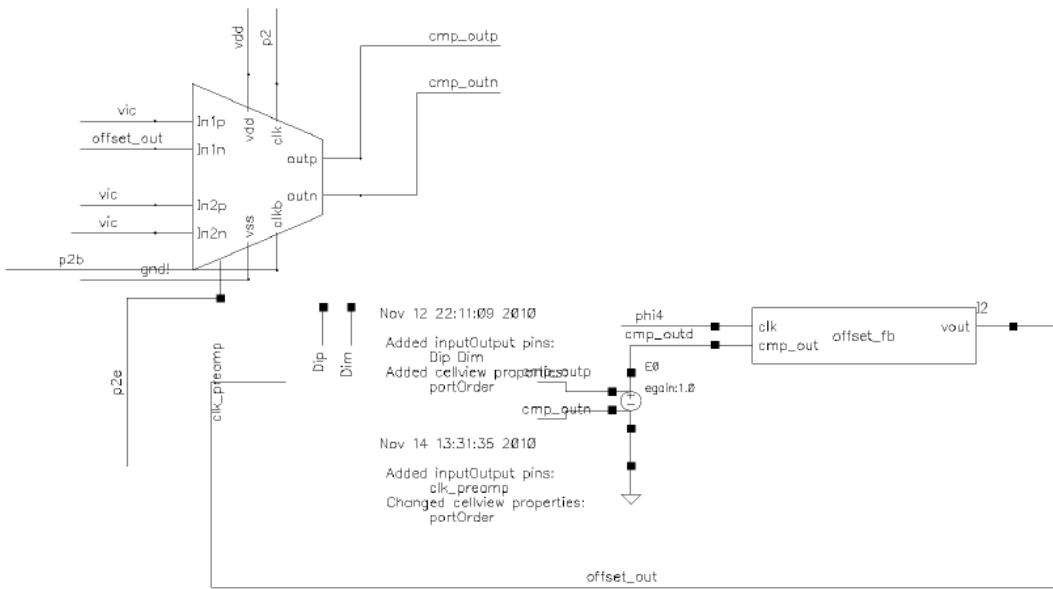 vdd
p2
cmp_outp
cmp_outn
vic
In1p
vdd
clk
offset_out
In1n
outp
vic
In2p
outn
vic
In2n
vss
clkb
p2b
gnd!
Nov 12 22:11:09 2010
phi4
clk
J2
offset_fb
vout
cmp_outd
cmp_out
Added inputOutput pins:
Dip Dim
Dip
Dim
Added cellview properties:
cmp_outp
E0
portOrder
egain:1.0
p2e
clk_preamp
cmp_outn
Nov 14 13:31:35 2010
Added inputOutput pins:
clk_preamp
Changed cellview properties:
portOrder
offset_out